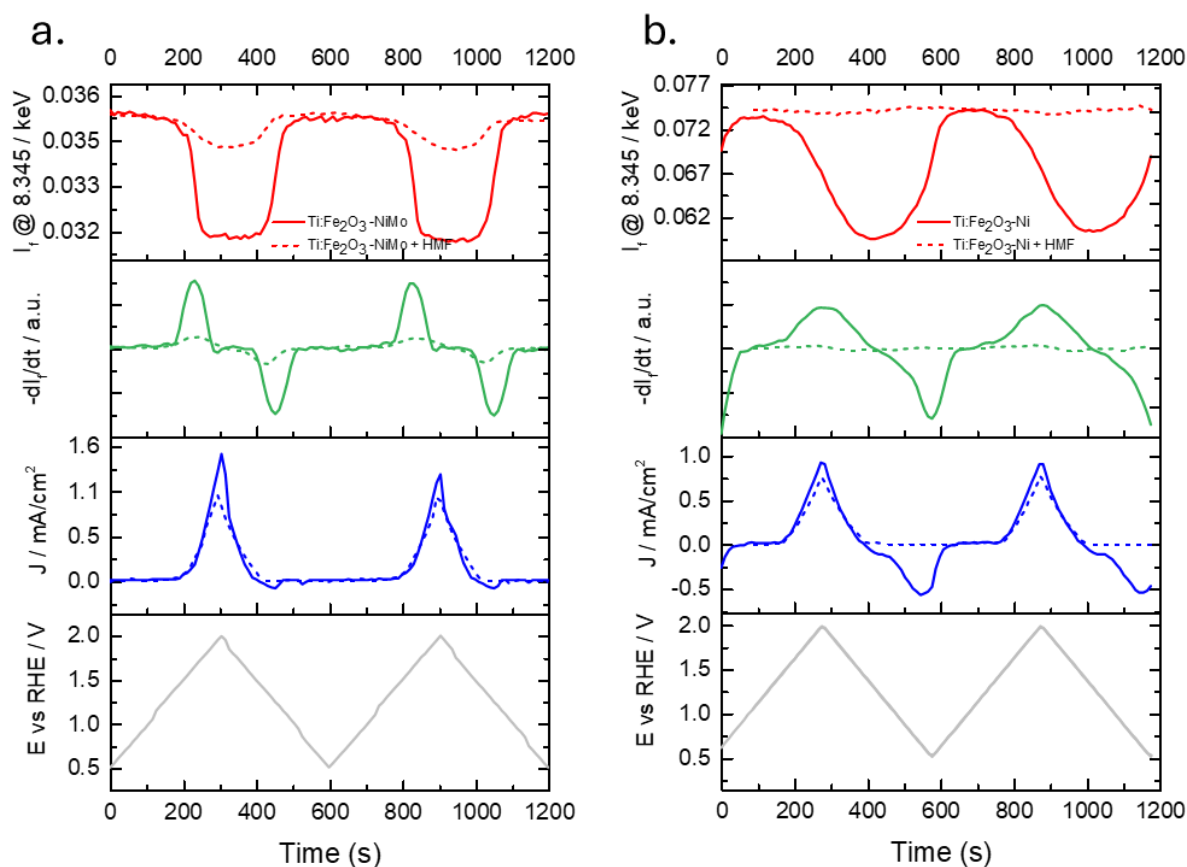 a.
0 200 400 600 800 1000 1200
0.036
0.035
0.033
0.032
I_f @ 8.345 / keV
Ti:Fe₂O₃-NiMo
Ti:Fe₂O₃-NiMo + HMF
-dI_f/dt / a.u.
1.6
1.1
0.5
0.0
J / mA/cm²
2.0
1.5
1.0
0.5
E vs RHE / V
0 200 400 600 800 1000 1200
Time (s)
b.
0 200 400 600 800 1000 1200
0.077
0.072
0.067
0.062
I_f @ 8.345 / keV
Ti:Fe₂O₃-Ni
Ti:Fe₂O₃-Ni + HMF
-dI_f/dt / a.u.
1.0
0.5
0.0
-0.5
J / mA/cm²
2.0
1.5
1.0
0.5
E vs RHE / V
0 200 400 600 800 1000 1200
Time (s)